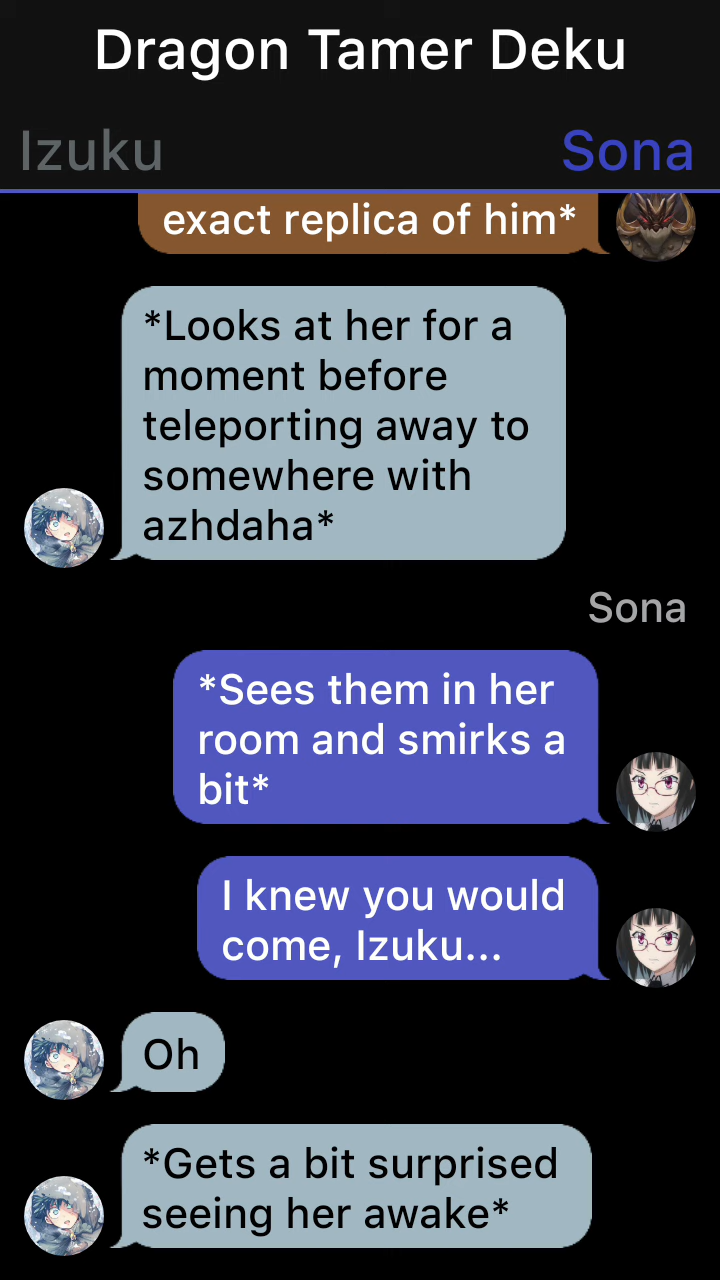 Dragon Tamer Deku
Izuku
Sona
exact replica of him*
*Looks at her for a
moment before
teleporting away to
somewhere with
azhdaha*
Sona
*Sees them in her
room and smirks a
bit*
I knew you would
come, Izuku...
Oh
*Gets a bit surprised
seeing her awake*